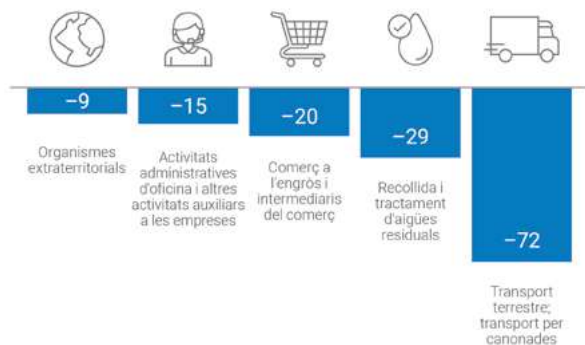 −9
Organismes
extraterritorials
−15
Activitats
administratives
d'oficina i altres
activitats auxiliars
a les empreses
−20
Comerç a
l'engròs i
intermediaris
del comerç
−29
Recollida i
tractament
d'aigües
residuals
−72
Transport
terrestre;
transport per
canonades